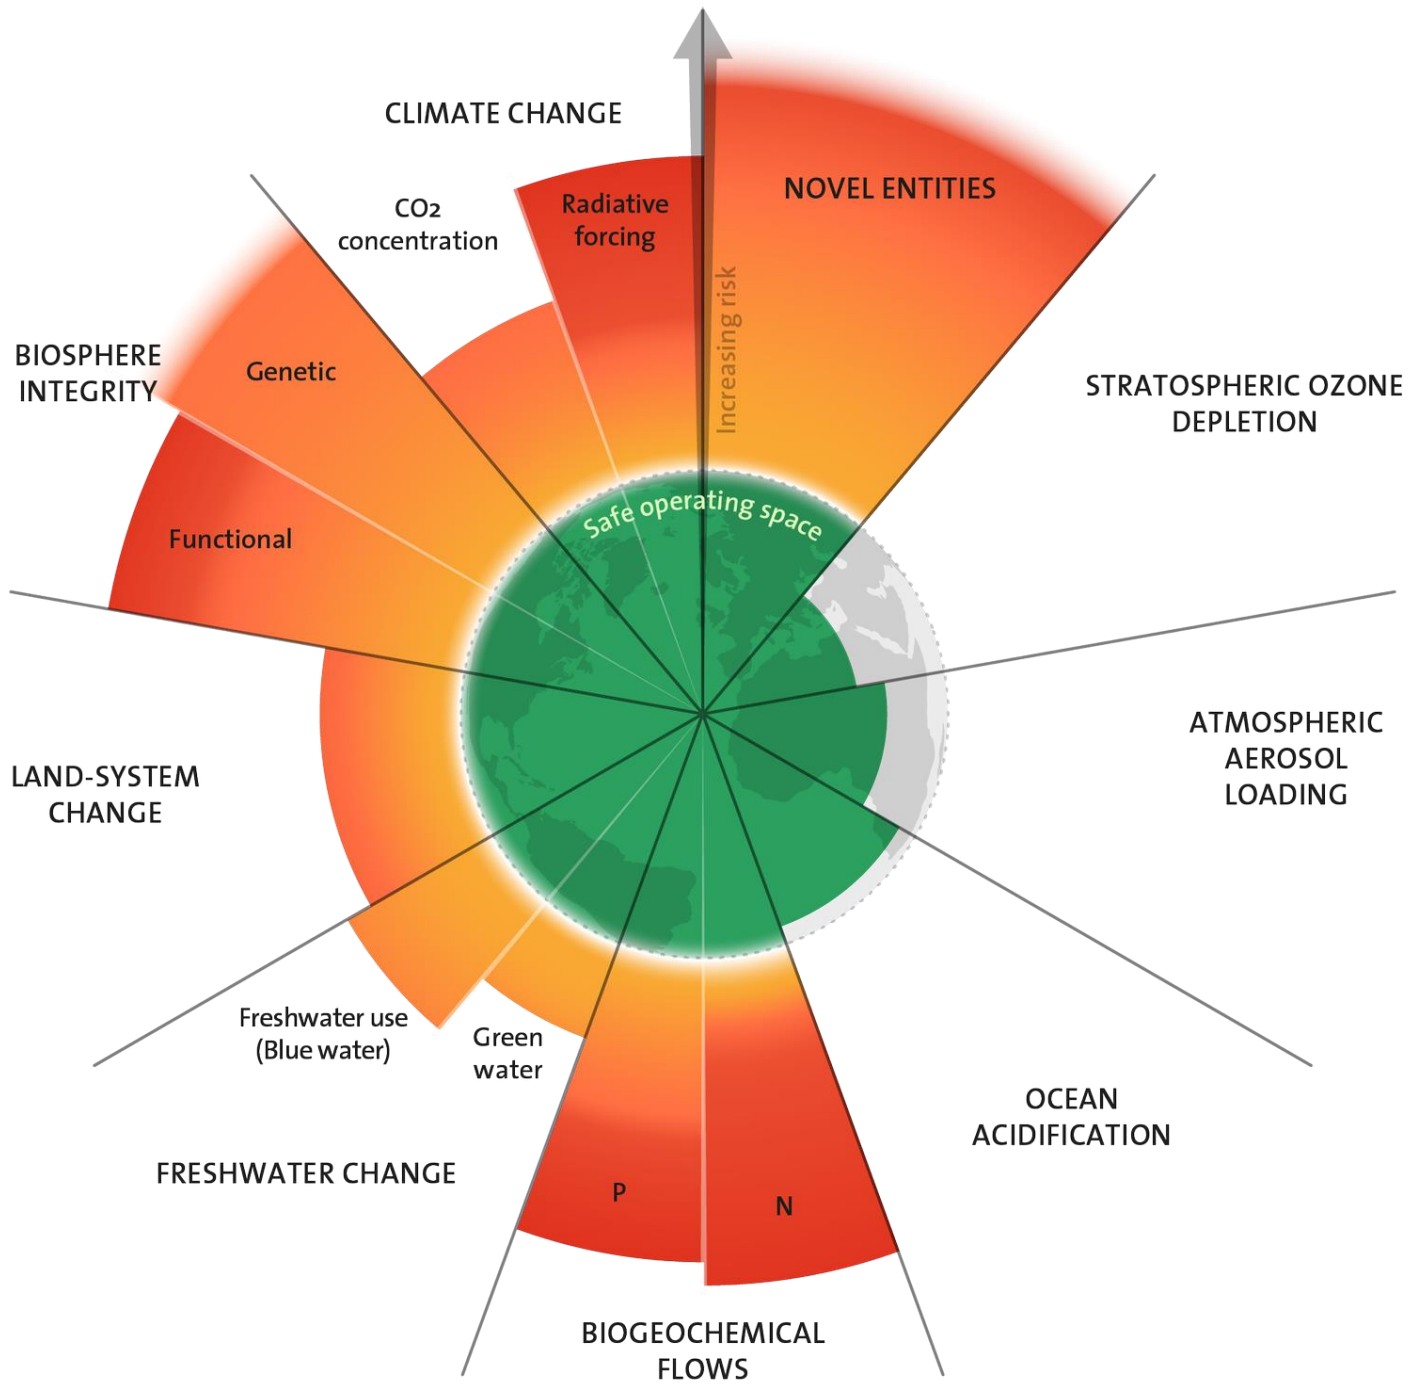 CLIMATE CHANGE
CO2
concentration
Radiative
forcing
NOVEL ENTITIES
Increasing risk
BIOSPHERE
INTEGRITY
Genetic
Functional
STRATOSPHERIC OZONE
DEPLETION
Safe operating space
ATMOSPHERIC
AEROSOL
LOADING
LAND-SYSTEM
CHANGE
Freshwater use
(Blue water)
Green
water
FRESHWATER CHANGE
OCEAN
ACIDIFICATION
P
N
BIOGEOCHEMICAL
FLOWS